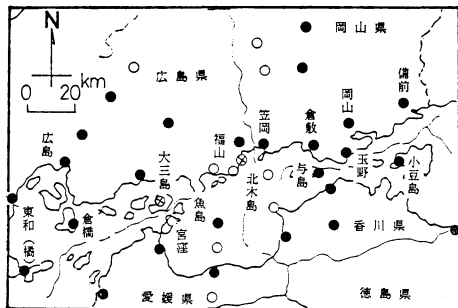 N
0 20
km
広島県
岡山県
備前
岡山
倉敷
笠岡
福山
広島
大三島
魚島
北木島
与島
玉野
小豆島
東和(橘)
倉橋
宮窪
香川県
愛媛県
徳島県